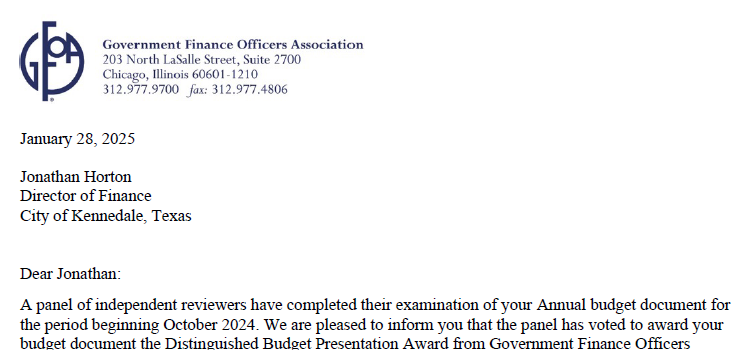 GFOA
Government Finance Officers Association
203 North LaSalle Street, Suite 2700
Chicago, Illinois 60601-1210
312.977.9700 fax: 312.977.4806
January 28, 2025
Jonathan Horton
Director of Finance
City of Kennedale, Texas
Dear Jonathan:
A panel of independent reviewers have completed their examination of your Annual budget document for
the period beginning October 2024. We are pleased to inform you that the panel has voted to award your
budget document the Distinguished Budget Presentation Award from Government Finance Officers